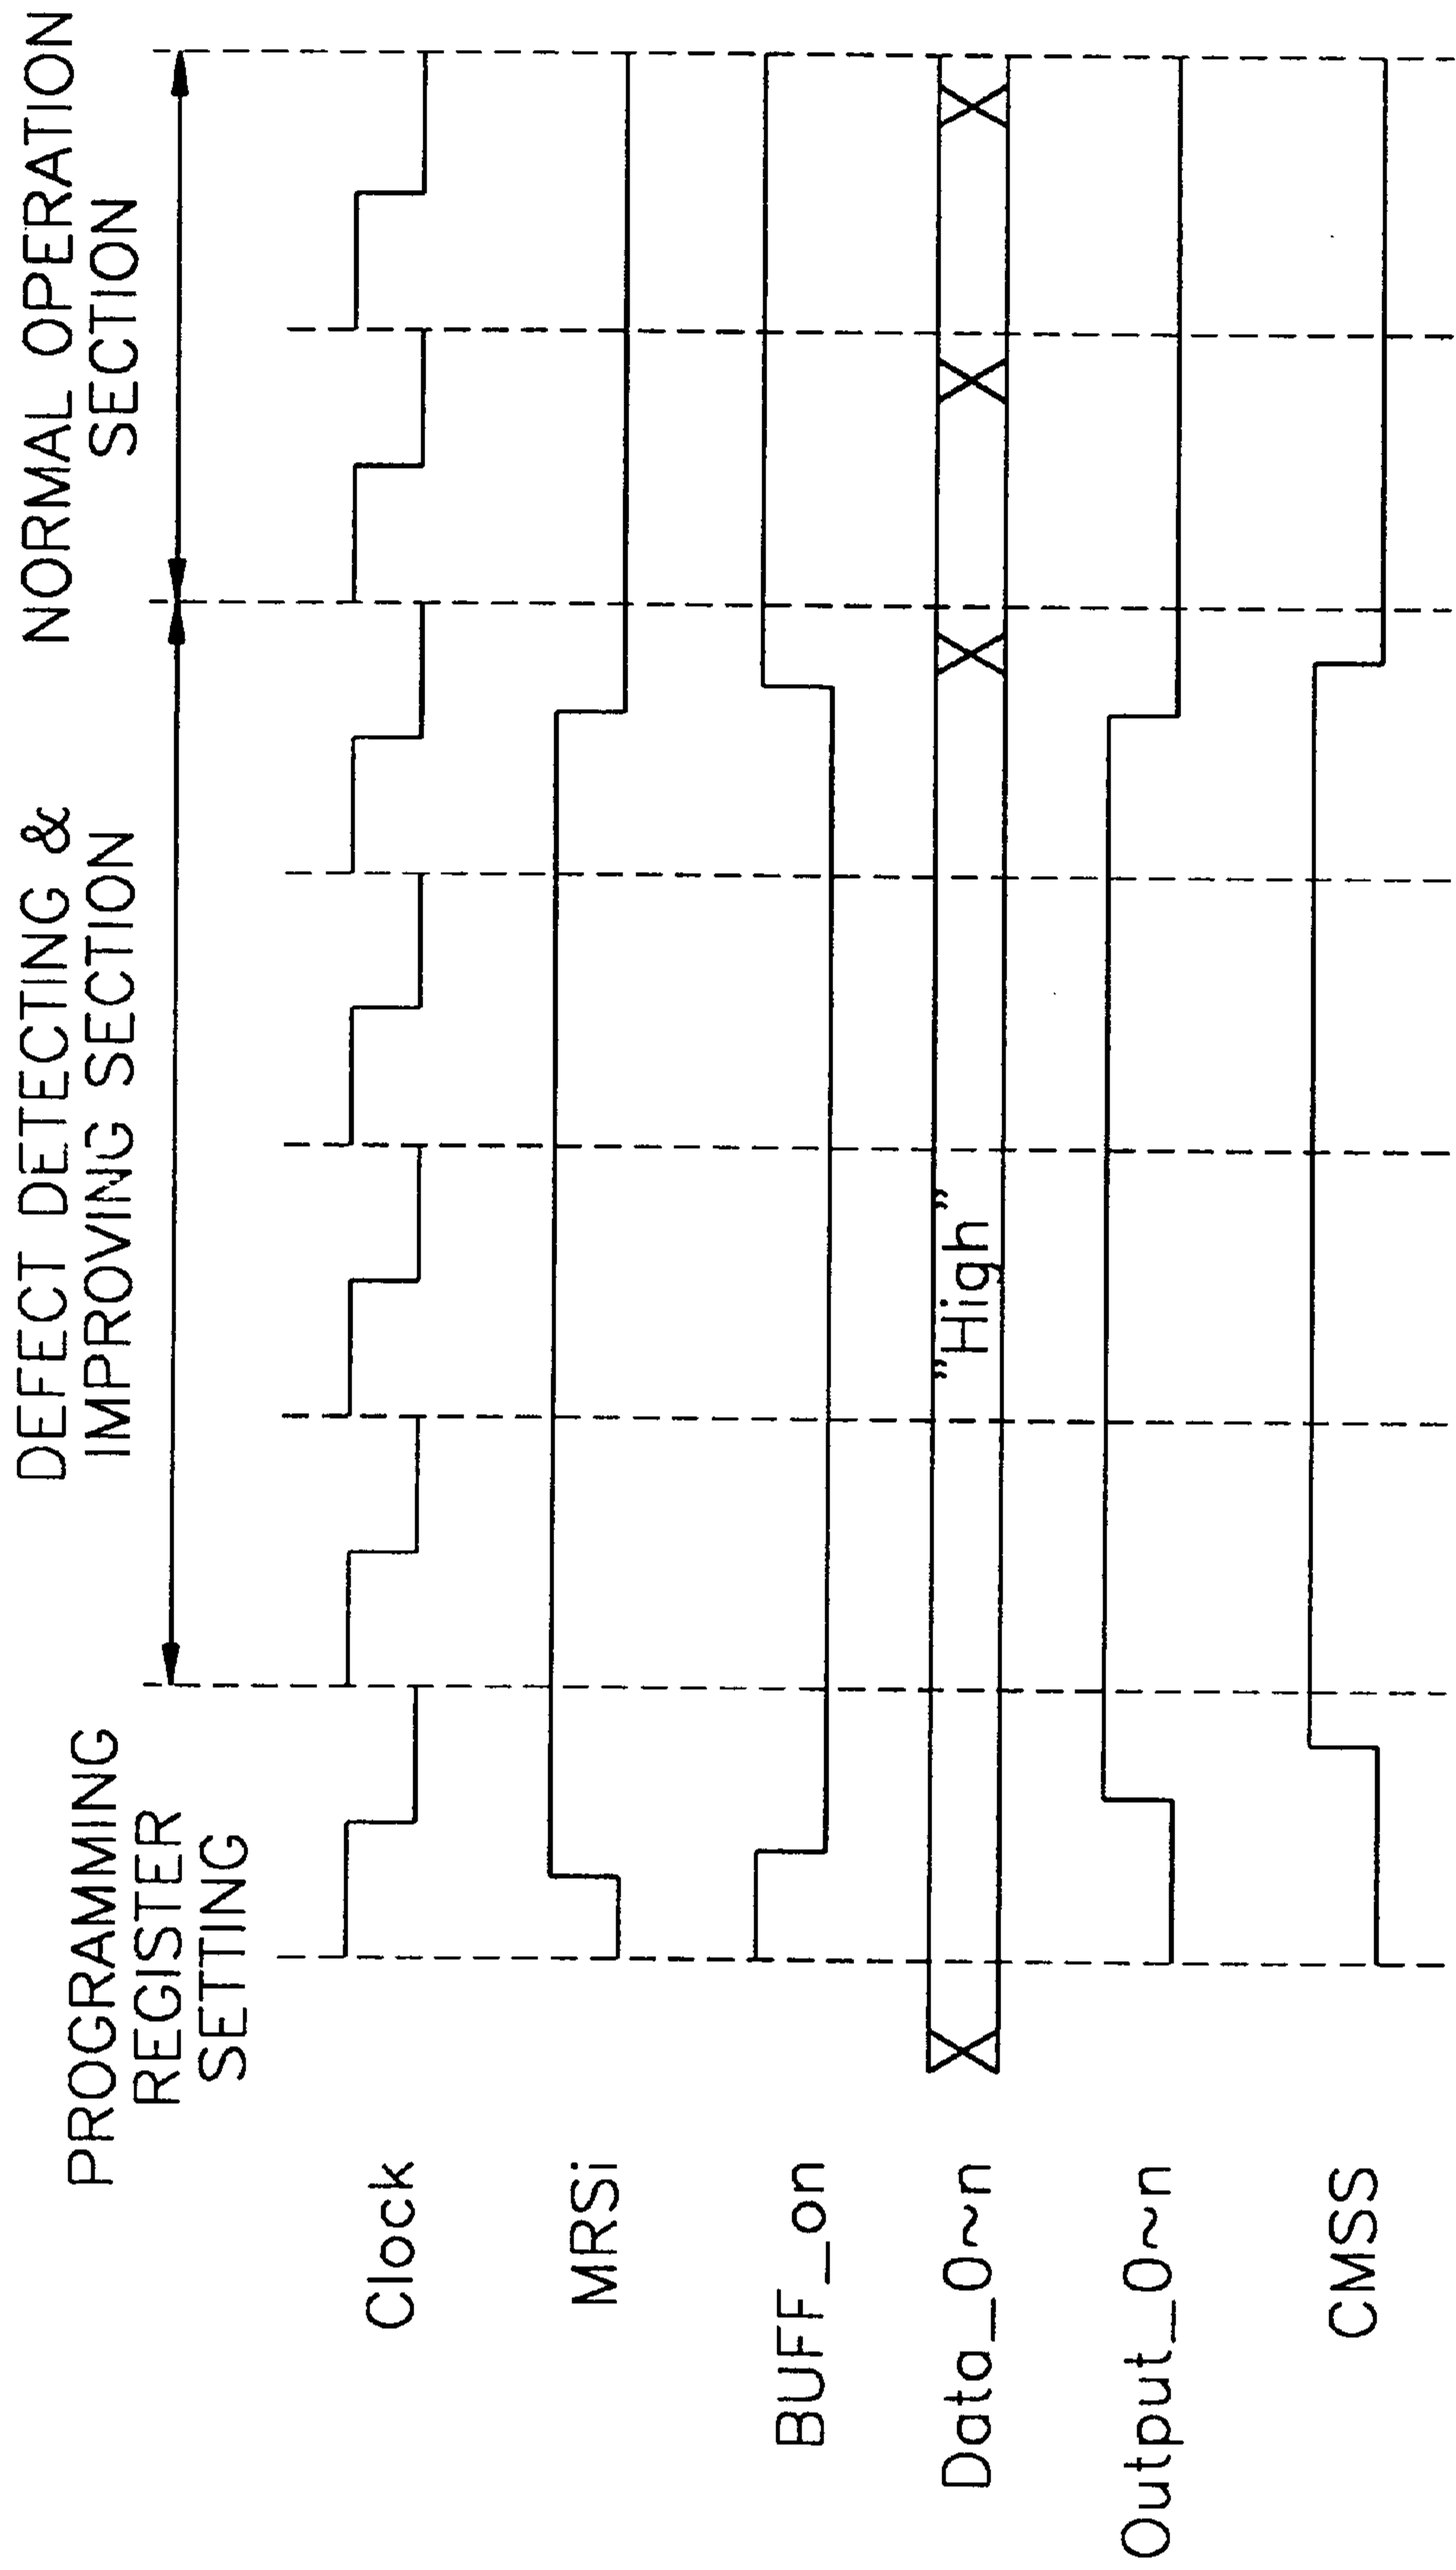 PROGRAMMING
REGISTER
SETTING
DEFECT DETECTING &
IMPROVING SECTION
NORMAL OPERATION
SECTION
Clock
MRSi
BUFF_on
Data_0~n
"High"
Output_0~n
CMSS